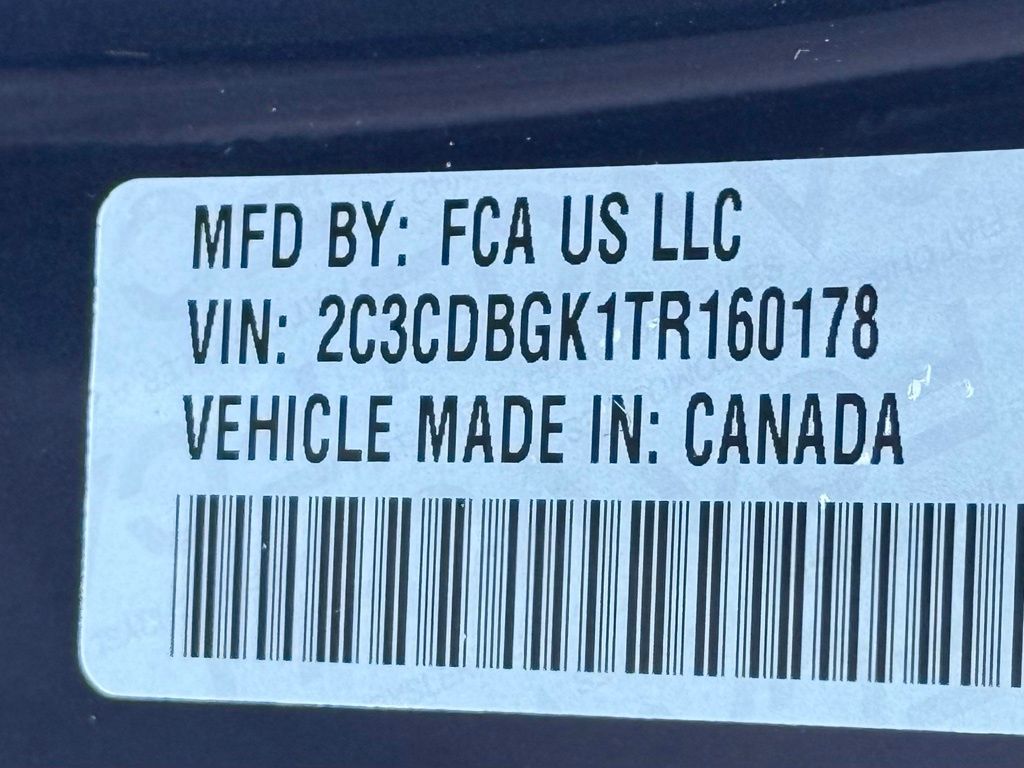 MFD BY: FCA US LLC
VIN: 2C3CDBGK1TR160178
VEHICLE MADE IN: CANADA